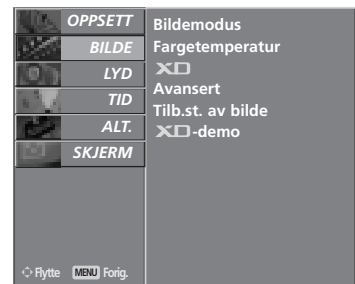 OPPSETT
BILDE
LYD
TID
ALT.
SKJERM
Flytte MENU Forig.
Bildemodus
Fargetemperatur
XD
Avansert
Tilb.st. av bilde
XD-demo